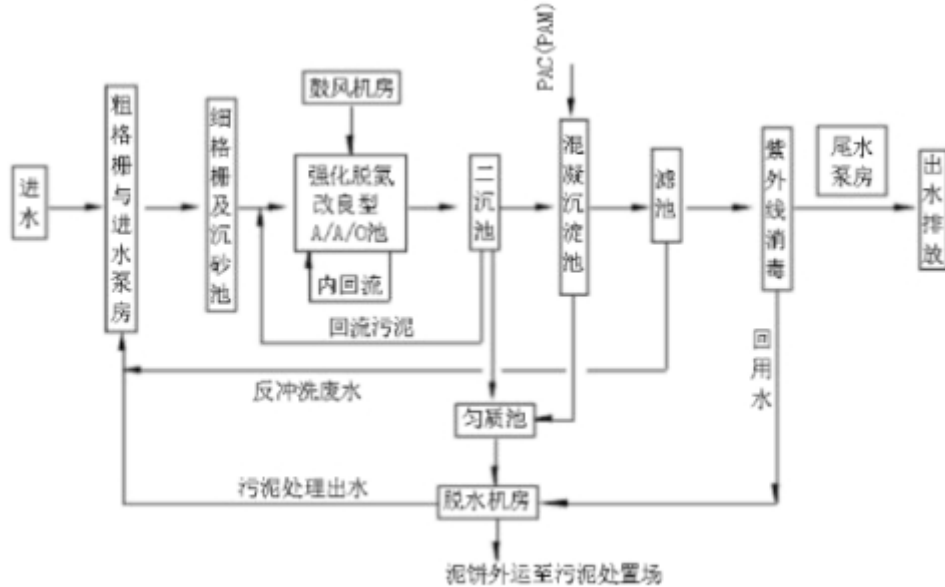 PAC(PAM)
鼓风机房
进水
粗格栅与进水泵房
细格栅及沉砂池
强化脱氮
改良型
A/A/O池
内回流
二沉池
混凝沉淀池
滤池
紫外线消毒
尾水
泵房
出水排放
回流污泥
反冲洗废水
回用水
匀质池
污泥处理出水
脱水机房
泥饼外运至污泥处置场